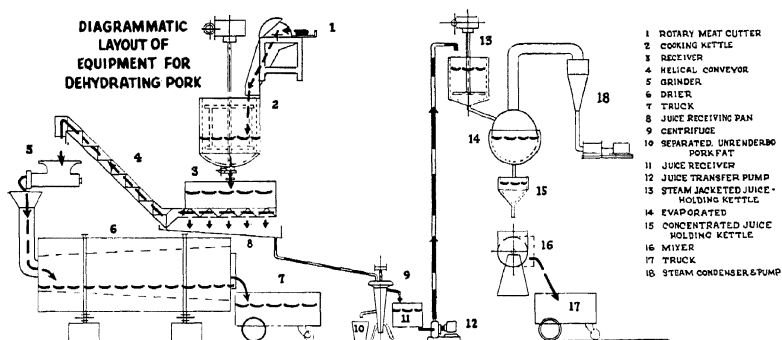 DIAGRAMMATIC
LAYOUT OF
EQUIPMENT FOR
DEHYDRATING PORK
1
2
3
4
5
6
7
8
9
10
11
12
13
14
15
16
17
18
1 ROTARY MEAT CUTTER
2 COOKING KETTLE
3 RECEIVER
4 HELICAL CONVEYOR
5 GRINDER
6 DRIER
7 TRUCK
8 JUICE RECEIVING PAN
9 CENTRIFUGE
10 SEPARATED, UNRENDERED
PORK FAT
11 JUICE RECEIVER
12 JUICE TRANSFER PUMP
13 STEAM JACKETED JUICE-
HOLDING KETTLE
14 EVAPORATED
15 CONCENTRATED JUICE
HOLDING KETTLE
16 MIXER
17 TRUCK
18 STEAM CONDENSER & PUMP